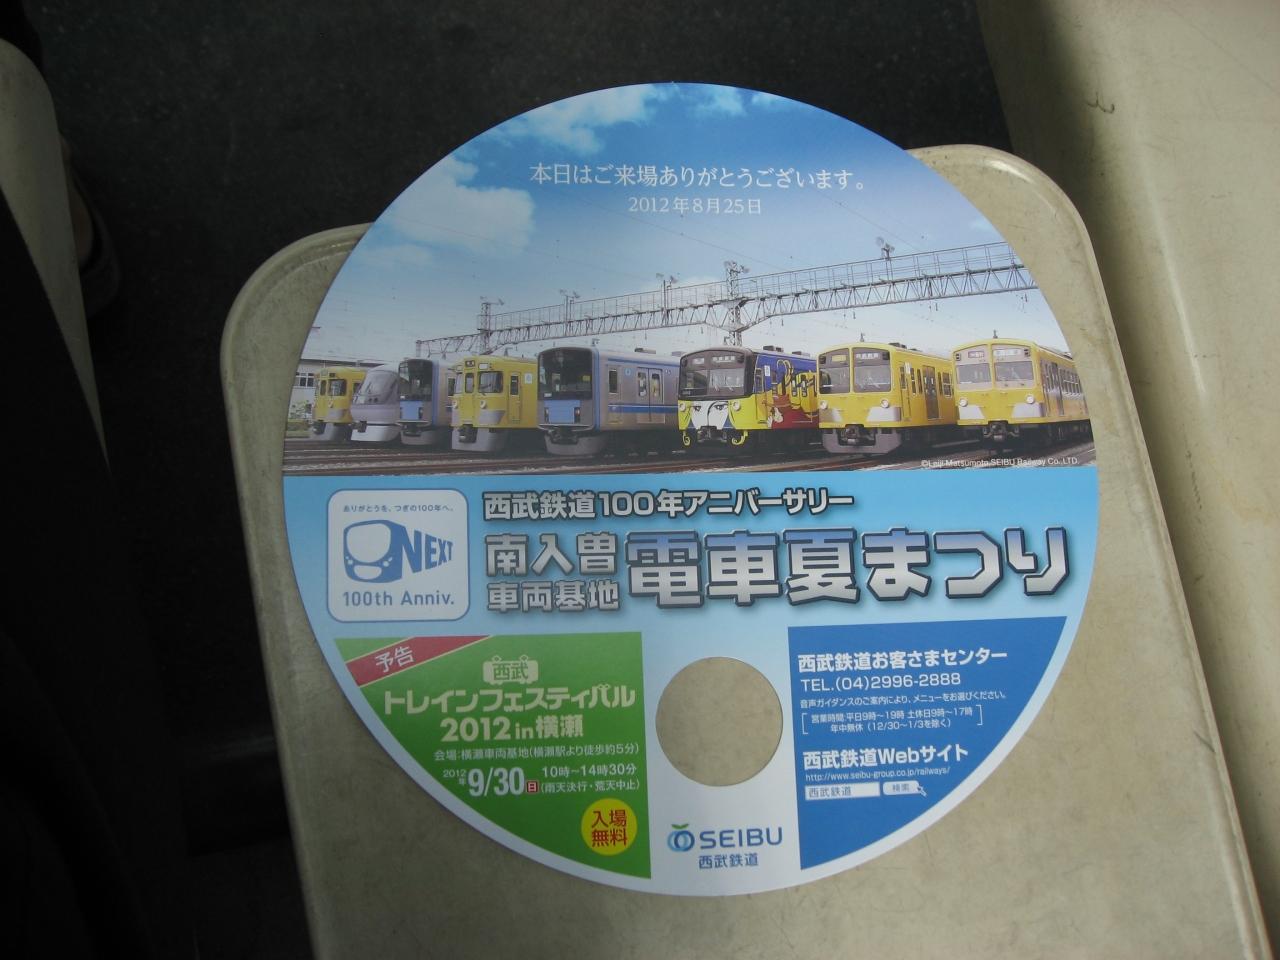 本日はご来場ありがとうございます。
2012年8月25日
©Leiji Matsumoto,SEIBU Railway Co.,LTD.
ありがとうを、つぎの100年へ。
NEXT
100th Anniv.
西武鉄道100年アニバーサリー
南入曽
車両基地
電車夏まつり
予告
西武
トレインフェスティバル
2012 in 横瀬
会場:横瀬車両基地(横瀬駅より徒歩約5分)
2012年 9/30日 10時〜14時30分
(雨天決行・荒天中止)
入場
無料
SEIBU
西武鉄道
西武鉄道お客さまセンター
TEL.(04)2996-2888
音声ガイダンスのご案内により、メニューをお選びください。
営業時間:平日9時〜19時 土休日9時〜17時
年中無休(12/30〜1/3を除く)
西武鉄道Webサイト
http://www.seibu-group.co.jp/railways/
西武鉄道 検索